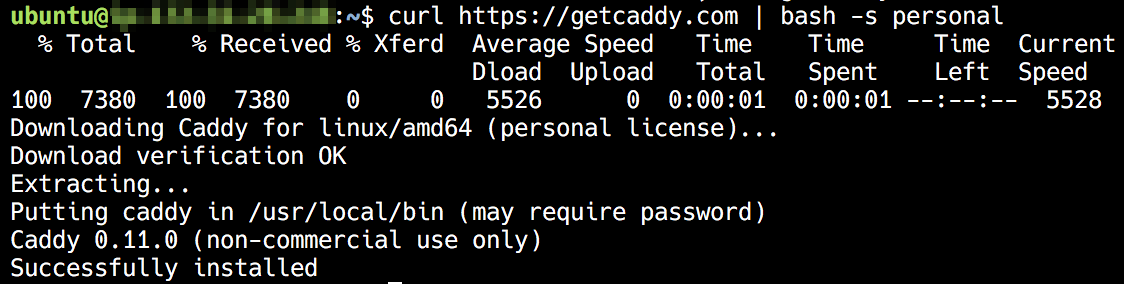 ubuntu@:~$ curl https://getcaddy.com | bash -s personal
% Total % Received % Xferd Average Speed Time Time Time Current
Dload Upload Total Spent Left Speed
100 7380 100 7380 0 0 5526 0 0:00:01 0:00:01 --:--:-- 5528
Downloading Caddy for linux/amd64 (personal license)...
Download verification OK
Extracting...
Putting caddy in /usr/local/bin (may require password)
Caddy 0.11.0 (non-commercial use only)
Successfully installed